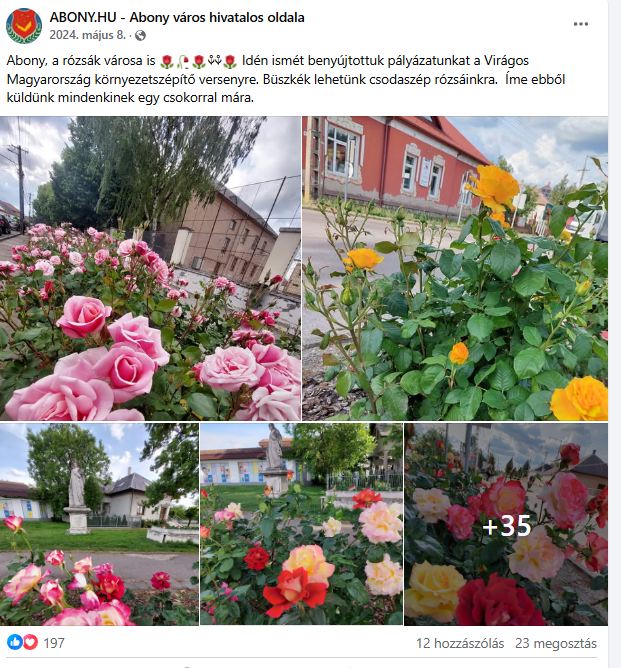 ABONY.HU - Abony város hivatalos oldala
2024. május 8. ·
Abony, a rózsák városa is 🌹🥀🌹⚘⚘🌹 Idén ismét benyújtottuk pályázatunkat a Virágos
Magyarország környezetszépítő versenyre. Büszkék lehetünk csodaszép rózsáinkra.  Íme ebből
küldünk mindenkinek egy csokorral mára.
+35
197
12 hozzászólás 23 megosztás